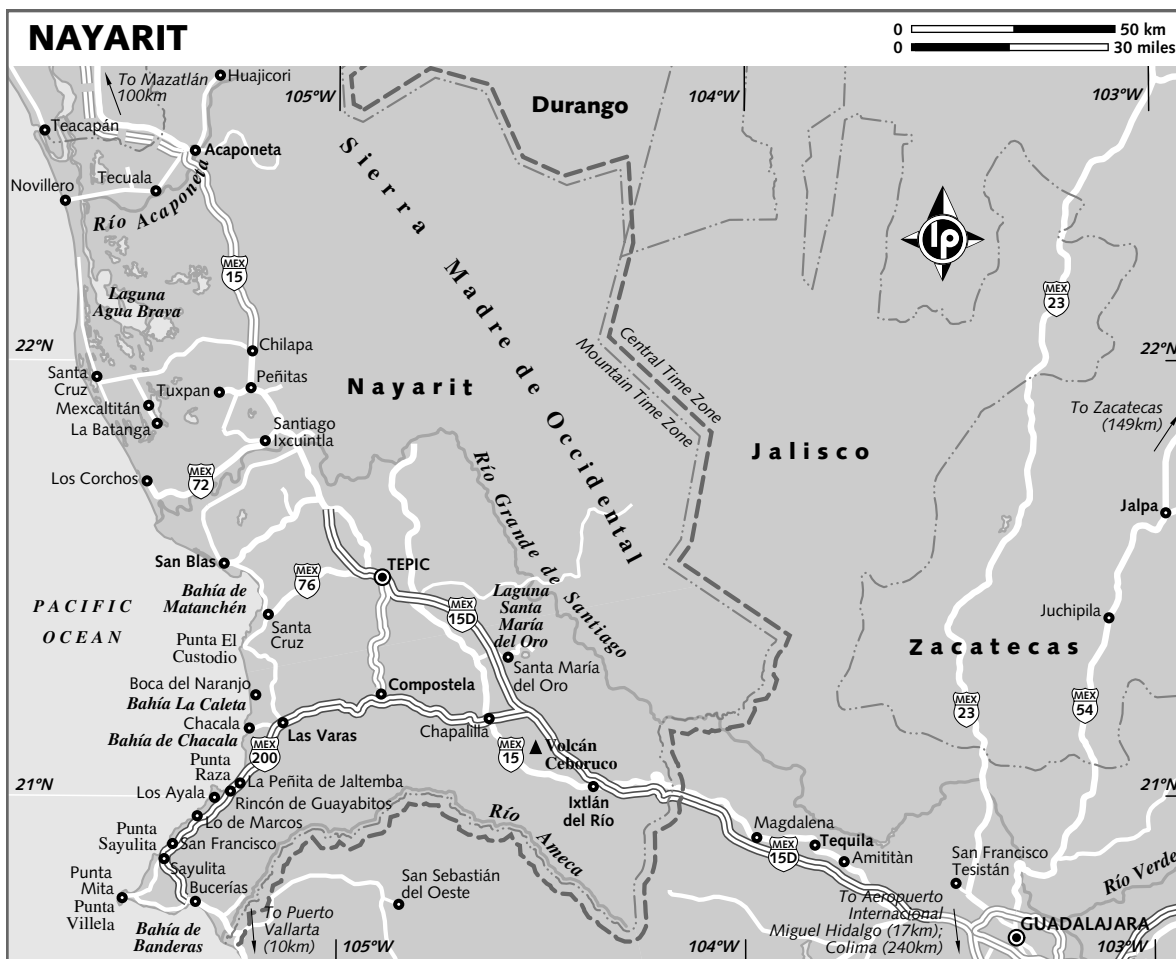 NAYARIT
0 50 km
0 30 miles
To Mazatlán
100km
Huajicori
105°W
Durango
104°W
103°W
Teacapán
Acaponeta
Tecuala
Novillero
Río Acaponeta
Sierra Madre de Occidental
lp
MEX
15
MEX
23
Laguna
Agua Brava
Central Time Zone
Mountain Time Zone
22°N
Chilapa
22°N
Santa
Cruz
Tuxpan
Peñitas
Nayarit
Mexcaltitán
La Batanga
Santiago
Ixcuintla
To Zacatecas
(149km)
Jalisco
Río Grande de Santiago
Los Corchos
MEX
72
Jalpa
San Blas
TEPIC
MEX
76
Bahía de
Matanchén
PACIFIC
OCEAN
Santa
Cruz
MEX
15D
Laguna
Santa
María
del Oro
Juchipila
Punta El
Custodio
Santa María
del Oro
Zacatecas
Boca del Naranjo
Bahía La Caleta
Compostela
Chacala
Bahía de Chacala
Las Varas
Chapalilla
MEX
23
MEX
54
MEX
200
MEX
15
Volcán
Ceboruco
Punta
Raza
21°N
La Peñita de Jaltemba
21°N
Los Ayala
Rincón de Guayabitos
Ixtlán
del Río
Lo de Marcos
Río Ameca
Magdalena
Punta
Sayulita
San Francisco
Tequila
MEX
15D
Amititàn
Sayulita
San Francisco
Tesistán
Punta
Mita
Bucerías
San Sebastián
del Oeste
Río Verde
Punta
Villela
To Puerto
Vallarta
(10km)
To Aeropuerto
Internacional
Miguel Hidalgo (17km);
Colima (240km)
GUADALAJARA
Bahía de
Banderas
105°W
104°W
103°W